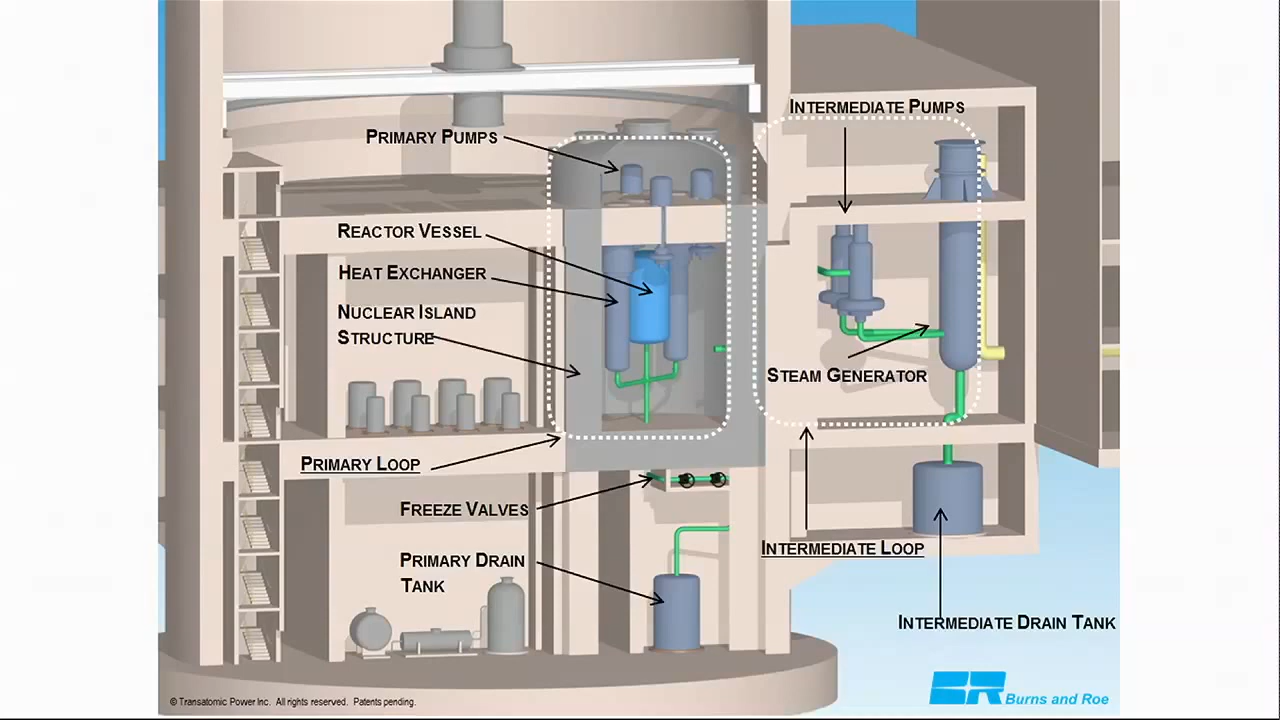 INTERMEDIATE PUMPS
PRIMARY PUMPS
REACTOR VESSEL
HEAT EXCHANGER
NUCLEAR ISLAND
STRUCTURE
STEAM GENERATOR
PRIMARY LOOP
FREEZE VALVES
INTERMEDIATE LOOP
PRIMARY DRAIN
TANK
INTERMEDIATE DRAIN TANK
© Transatomic Power Inc. All rights reserved. Patents pending.
BR Burns and Roe